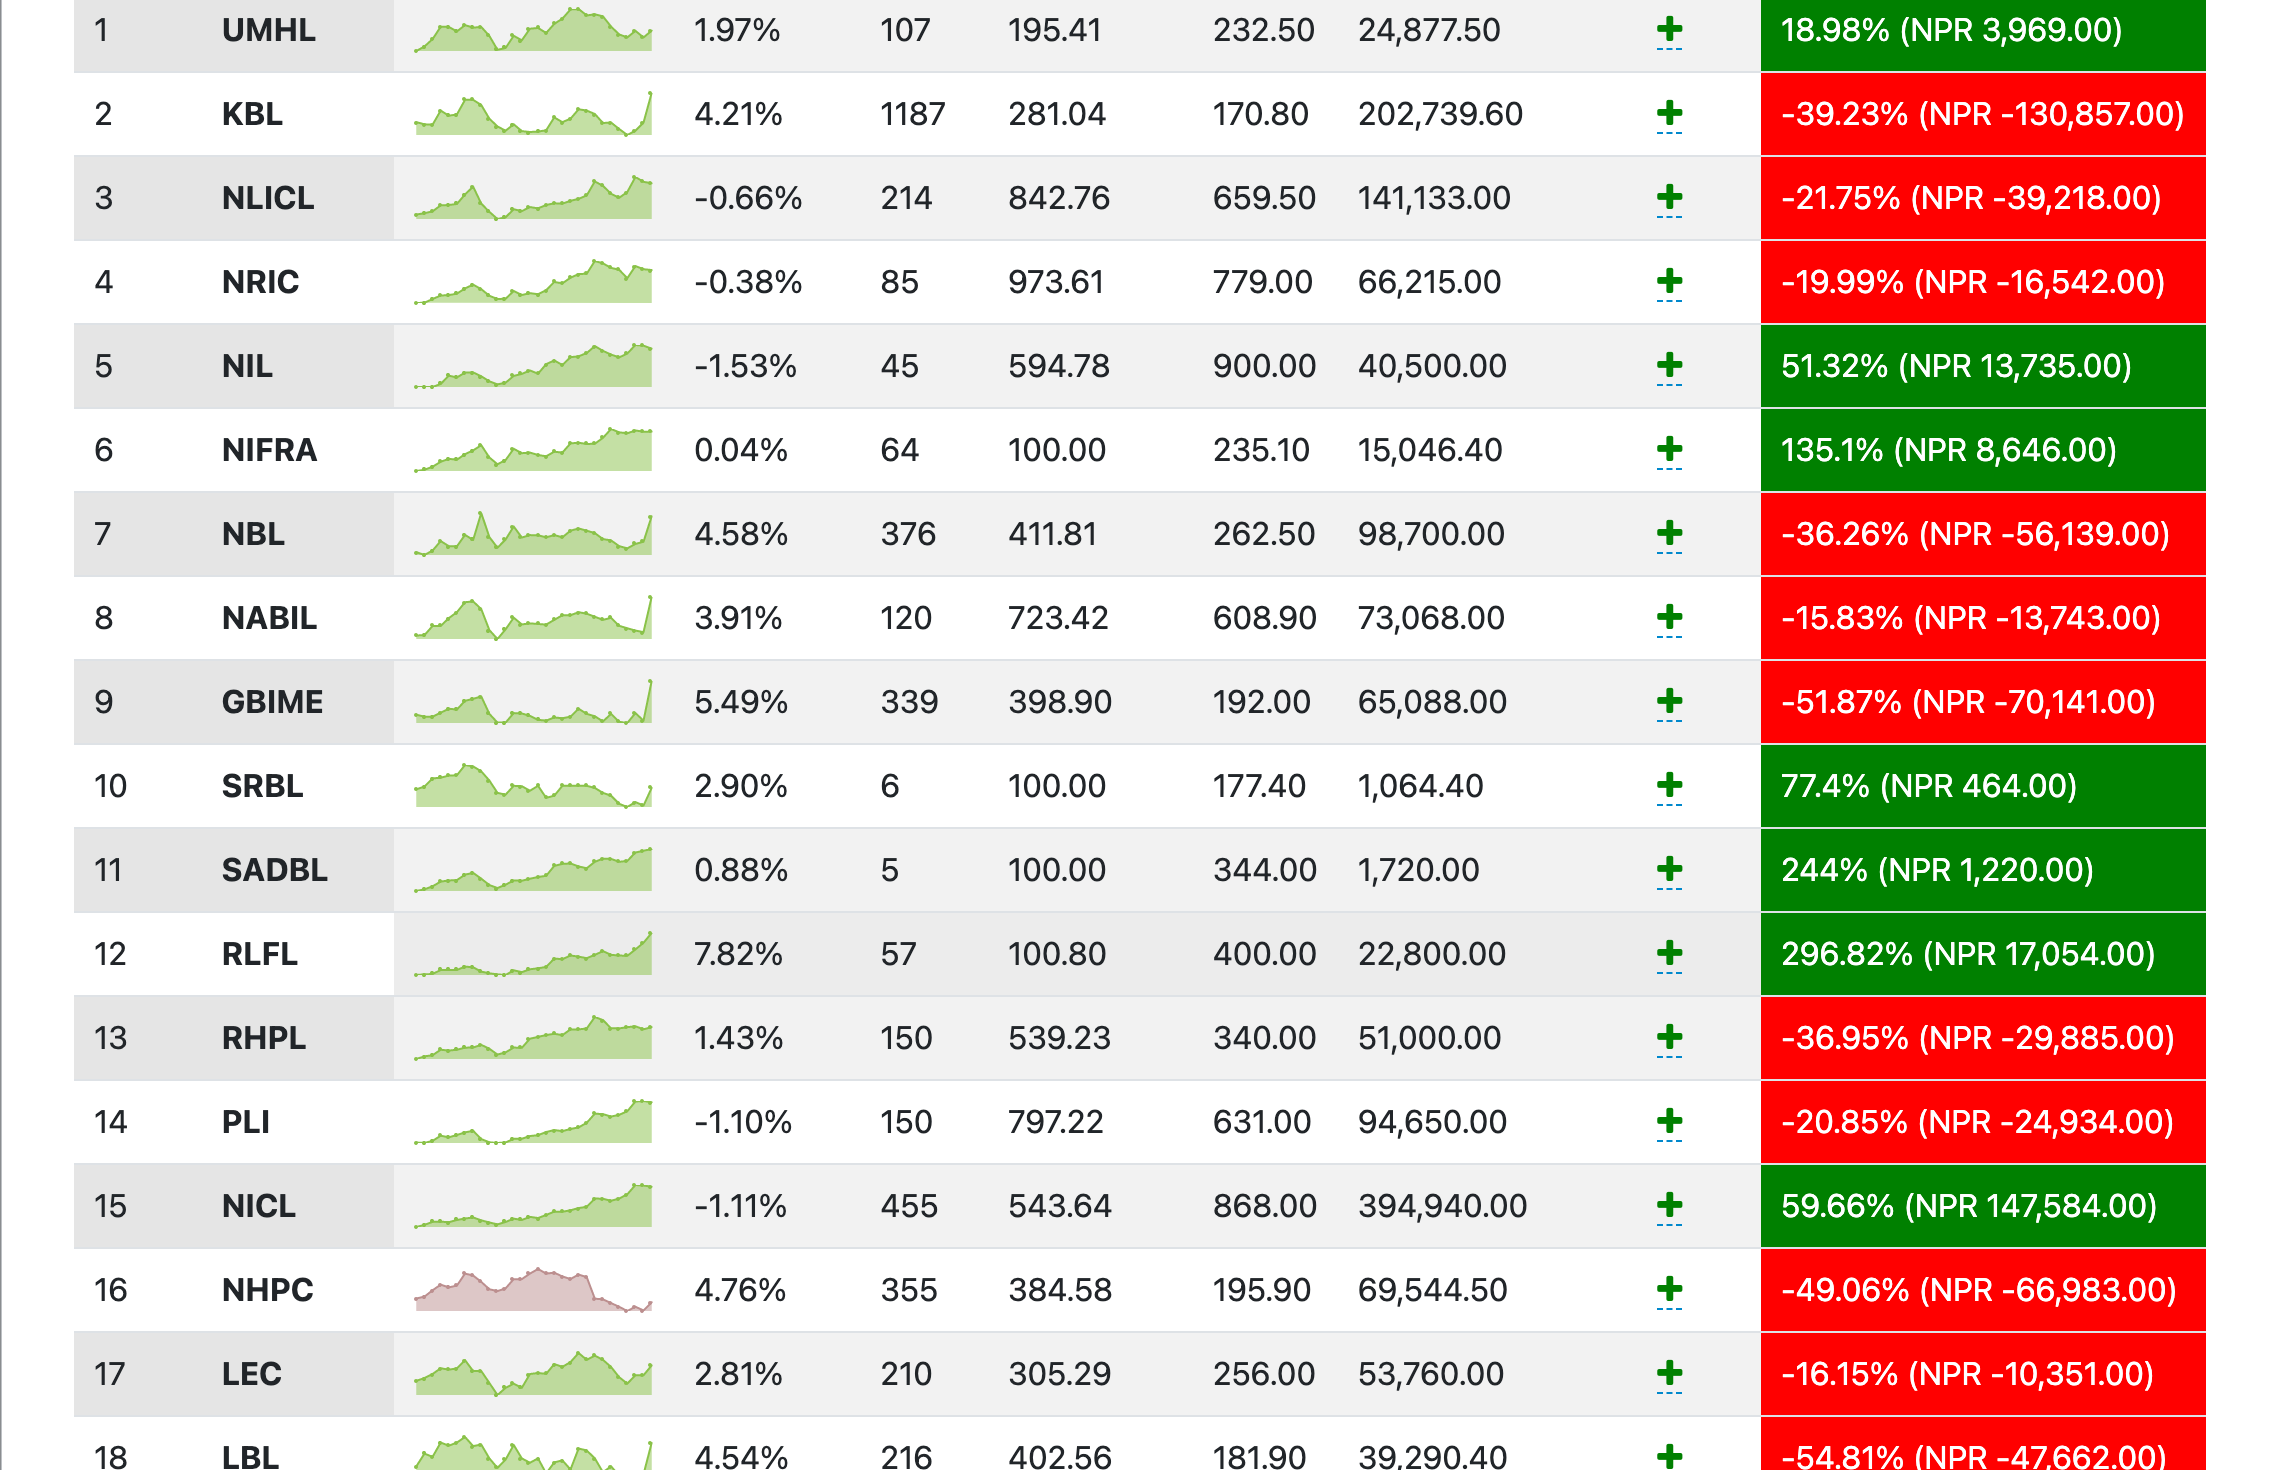 1 UMHL 1.97% 107 195.41 232.50 24,877.50 + 18.98% (NPR 3,969.00)
2 KBL 4.21% 1187 281.04 170.80 202,739.60 + -39.23% (NPR -130,857.00)
3 NLICL -0.66% 214 842.76 659.50 141,133.00 + -21.75% (NPR -39,218.00)
4 NRIC -0.38% 85 973.61 779.00 66,215.00 + -19.99% (NPR -16,542.00)
5 NIL -1.53% 45 594.78 900.00 40,500.00 + 51.32% (NPR 13,735.00)
6 NIFRA 0.04% 64 100.00 235.10 15,046.40 + 135.1% (NPR 8,646.00)
7 NBL 4.58% 376 411.81 262.50 98,700.00 + -36.26% (NPR -56,139.00)
8 NABIL 3.91% 120 723.42 608.90 73,068.00 + -15.83% (NPR -13,743.00)
9 GBIME 5.49% 339 398.90 192.00 65,088.00 + -51.87% (NPR -70,141.00)
10 SRBL 2.90% 6 100.00 177.40 1,064.40 + 77.4% (NPR 464.00)
11 SADBL 0.88% 5 100.00 344.00 1,720.00 + 244% (NPR 1,220.00)
12 RLFL 7.82% 57 100.80 400.00 22,800.00 + 296.82% (NPR 17,054.00)
13 RHPL 1.43% 150 539.23 340.00 51,000.00 + -36.95% (NPR -29,885.00)
14 PLI -1.10% 150 797.22 631.00 94,650.00 + -20.85% (NPR -24,934.00)
15 NICL -1.11% 455 543.64 868.00 394,940.00 + 59.66% (NPR 147,584.00)
16 NHPC 4.76% 355 384.58 195.90 69,544.50 + -49.06% (NPR -66,983.00)
17 LEC 2.81% 210 305.29 256.00 53,760.00 + -16.15% (NPR -10,351.00)
18 LBL 4.54% 216 402.56 181.90 39,290.40 + -54.81% (NPR -47,662.00)